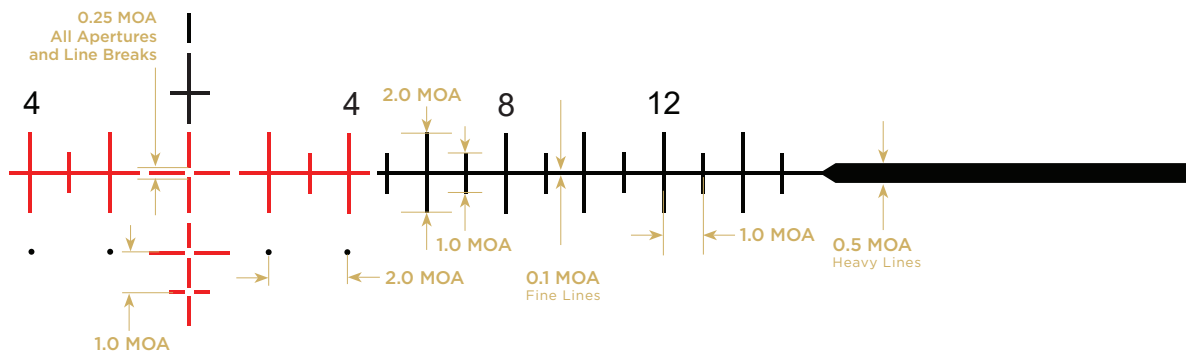 0.25 MOA
All Apertures
and Line Breaks
4
4
2.0 MOA
8
12
1.0 MOA
1.0 MOA
0.5 MOA
Heavy Lines
2.0 MOA
0.1 MOA
Fine Lines
1.0 MOA